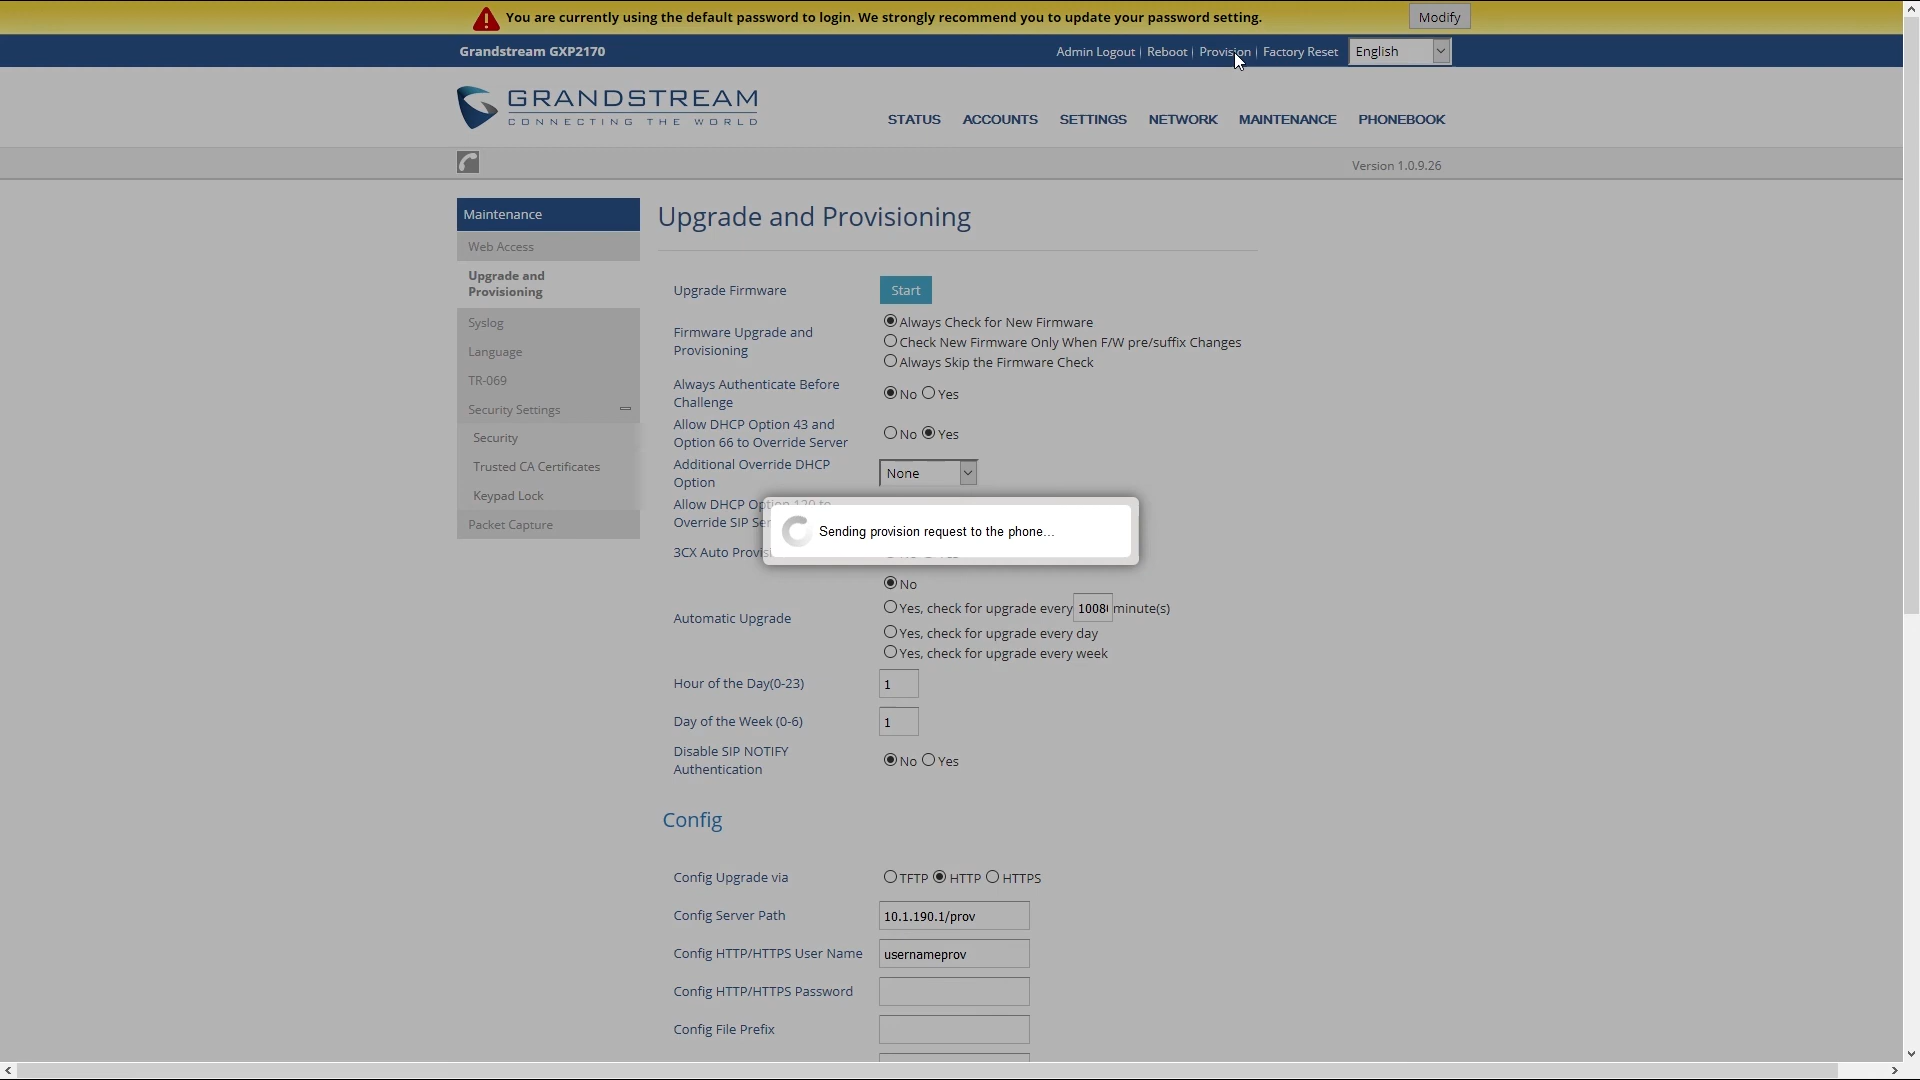 You are currently using the default password to login. We strongly recommend you to update your password setting.
Modify
Grandstream GXP2170
Admin Logout | Reboot | Provision | Factory Reset
English
GRANDSTREAM
CONNECTING THE WORLD
STATUS ACCOUNTS SETTINGS NETWORK MAINTENANCE PHONEBOOK
Version 1.0.9.26
Maintenance
Web Access
Upgrade and
Provisioning
Syslog
Language
TR-069
Security Settings
Security
Trusted CA Certificates
Keypad Lock
Packet Capture
Upgrade and Provisioning
Upgrade Firmware
Start
Firmware Upgrade and
Provisioning
Always Check for New Firmware
Check New Firmware Only When F/W pre/suffix Changes
Always Skip the Firmware Check
Always Authenticate Before
Challenge
No Yes
Allow DHCP Option 43 and
Option 66 to Override Server
No Yes
Additional Override DHCP
Option
None
Allow DHCP Option 120 to
Override SIP Ser
Sending provision request to the phone...
3CX Auto Provis
Automatic Upgrade
No
Yes, check for upgrade every 1008 minute(s)
Yes, check for upgrade every day
Yes, check for upgrade every week
Hour of the Day(0-23)
1
Day of the Week (0-6)
1
Disable SIP NOTIFY
Authentication
No Yes
Config
Config Upgrade via
TFTP HTTP HTTPS
Config Server Path
10.1.190.1/prov
Config HTTP/HTTPS User Name
usernameprov
Config HTTP/HTTPS Password
Config File Prefix